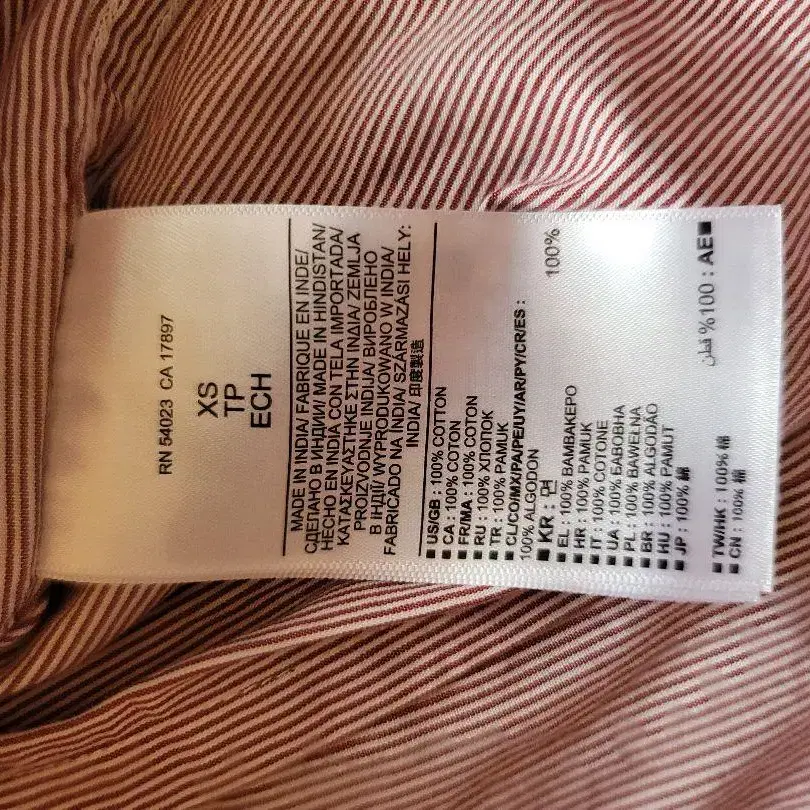 RN 54023 CA 17897
XS
TP
ECH
MADE IN INDIA/ FABRIQUE EN INDE/
СДЕЛАНО В ИНДИИ/ MADE IN HINDISTAN/
HECHO EN INDIA CON TELA IMPORTADA/
ΚΑΤΑΣΚΕΥΑΣΤΗΚΕ ΣΤΗΝ ΙΝΔΙΑ/ ZEMLJA
PROIZVODNJE INDIJA/ ВИРОБЛЕНО
В ІНДІЇ/ WYPRODUKOWANO W INDIA/
FABRICADO NA ÍNDIA/ SZÁRMAZÁSI HELY:
INDIA/ 印度製造
■ US/GB : 100% COTTON
■ CA : 100% COTON
■ FR/MA : 100% COTON
■ RU : 100% ХЛОПОК
■ TR : 100% PAMUK
■ CL/CO/MX/PA/PE/UY/AR/PY/CR/ES :
100% ALGODON
■ KR : 면 100%
■ EL : 100% ΒΑΜΒΑΚΕΡΟ
■ HR : 100% PAMUK
■ IT : 100% COTONE
■ UA : 100% БАВОВНА
■ PL : 100% BAWEŁNA
■ BR : 100% ALGODÃO
■ HU : 100% PAMUT
■ JP : 100% 綿
■ AE : 100% قطن
■ TW/HK : 100% 棉
■ CN : 100% 棉